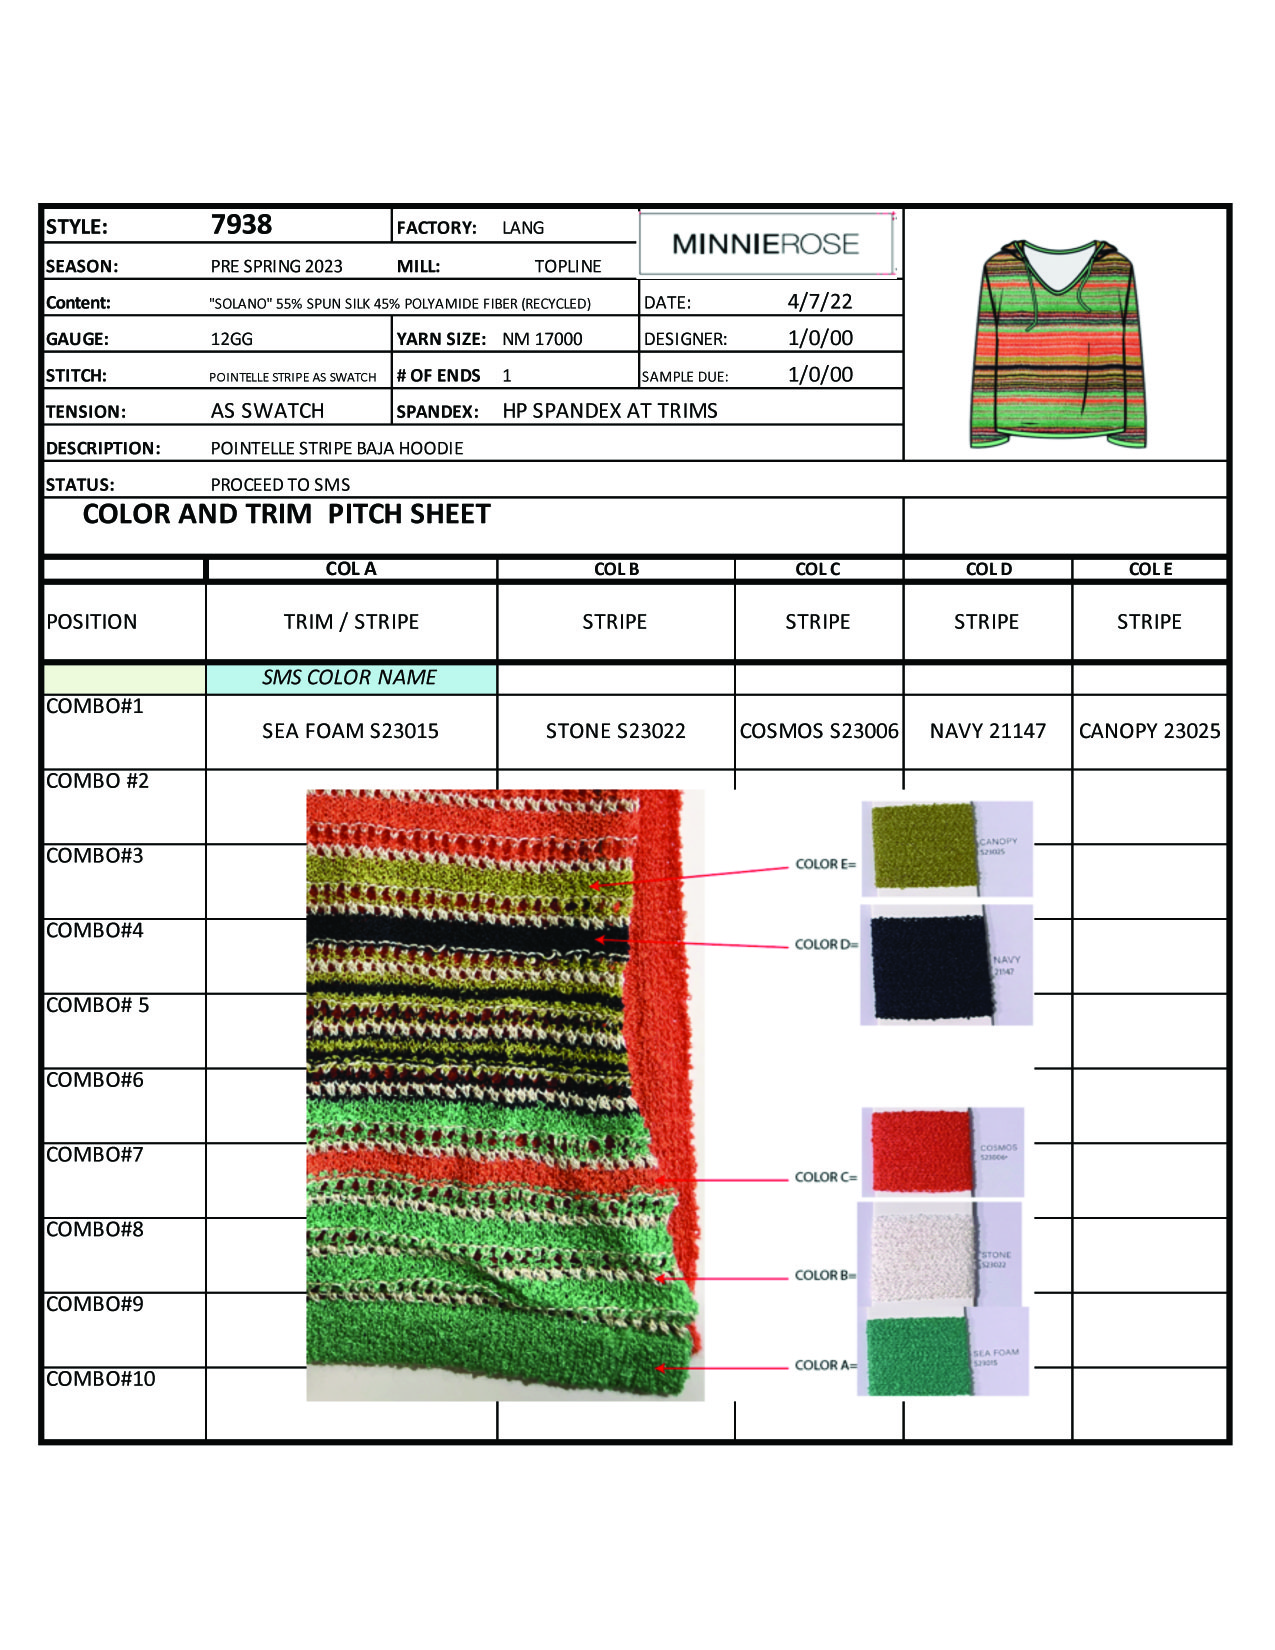 STYLE: 7938 FACTORY: LANG MINNIEROSE
SEASON: PRE SPRING 2023 MILL: TOPLINE
Content: "SOLANO" 55% SPUN SILK 45% POLYAMIDE FIBER (RECYCLED) DATE: 4/7/22
GAUGE: 12GG YARN SIZE: NM 17000 DESIGNER: 1/0/00
STITCH: POINTELLE STRIPE AS SWATCH # OF ENDS 1 SAMPLE DUE: 1/0/00
TENSION: AS SWATCH SPANDEX: HP SPANDEX AT TRIMS
DESCRIPTION: POINTELLE STRIPE BAJA HOODIE
STATUS: PROCEED TO SMS
COLOR AND TRIM PITCH SHEET
COL A COL B COL C COL D COL E
POSITION TRIM / STRIPE STRIPE STRIPE STRIPE STRIPE
SMS COLOR NAME
COMBO#1 SEA FOAM S23015 STONE S23022 COSMOS S23006 NAVY 21147 CANOPY 23025
COMBO #2
COMBO#3
COLOR E= CANOPY
S23025
COMBO#4
COLOR D= NAVY
21147
COMBO# 5
COMBO#6
COMBO#7
COLOR C= COSMOS
S23006*
COMBO#8
COLOR B= STONE
S23022
COMBO#9
COLOR A= SEA FOAM
S23015
COMBO#10